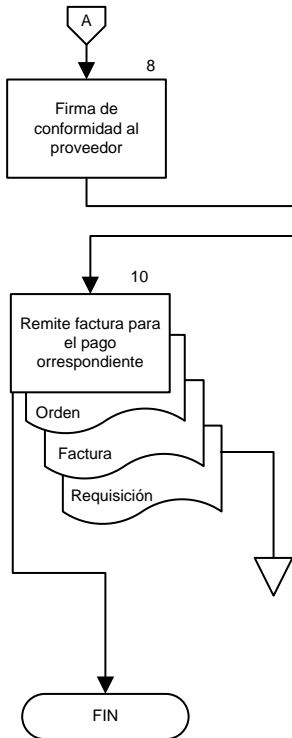 A
8
Firma de
conformidad al
proveedor
10
Remite factura para
el pago
orrespondiente
Orden
Factura
Requisición
FIN